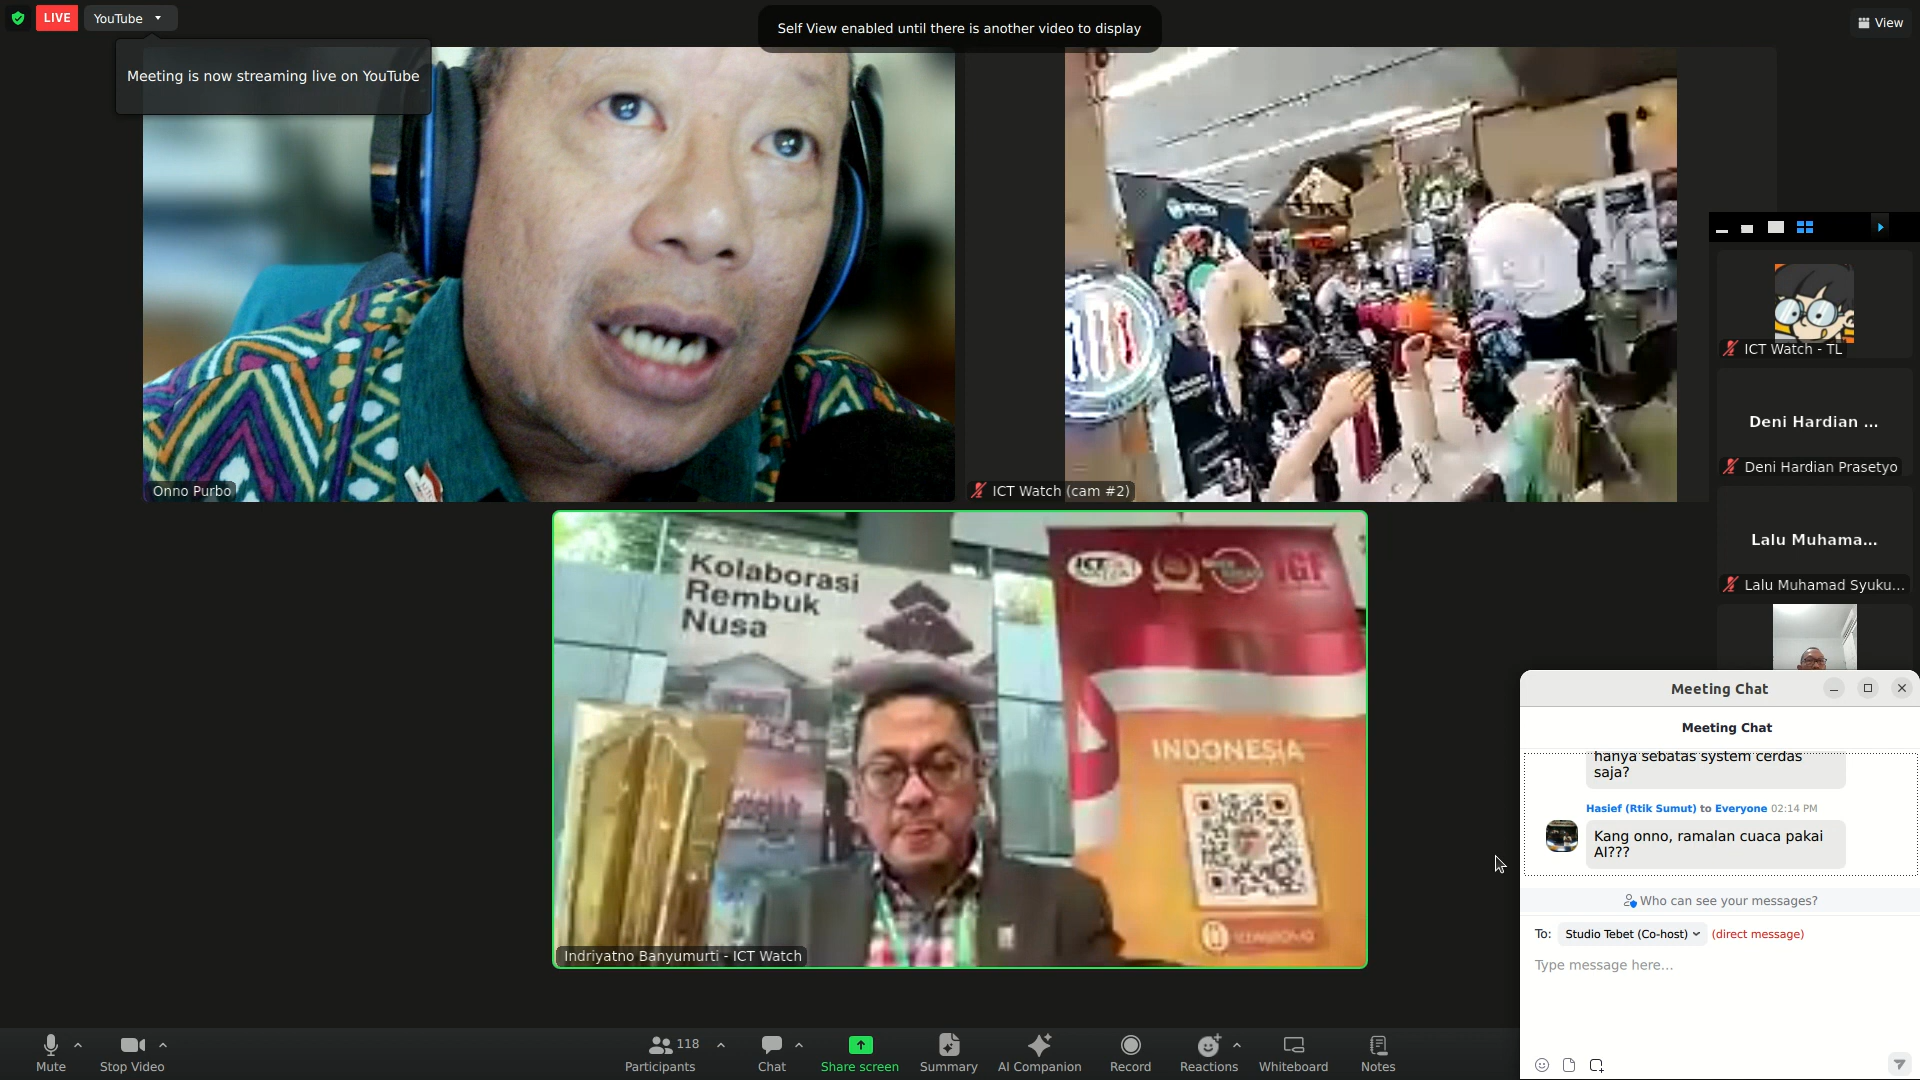 LIVE
YouTube
Self View enabled until there is another video to display
View
Meeting is now streaming live on YouTube
Onno Purbo
ICT Watch (cam #2)
ICT Watch - TL
Deni Hardian ...
Deni Hardian Prasetyo
Lalu Muhama...
Lalu Muhamad Syuku...
Kolaborasi
Rembuk
Nusa
ICT
IGF
INDONESIA
Indriyatno Banyumurti - ICT Watch
Meeting Chat
Meeting Chat
hanya sebatas system cerdas
saja?
Hasief (Rtik Sumut) to Everyone 02:14 PM
Kang onno, ramalan cuaca pakai
AI???
Who can see your messages?
To: Studio Tebet (Co-host) (direct message)
Type message here...
Mute
Stop Video
118
Participants
Chat
Share screen
Summary
AI Companion
Record
Reactions
Whiteboard
Notes